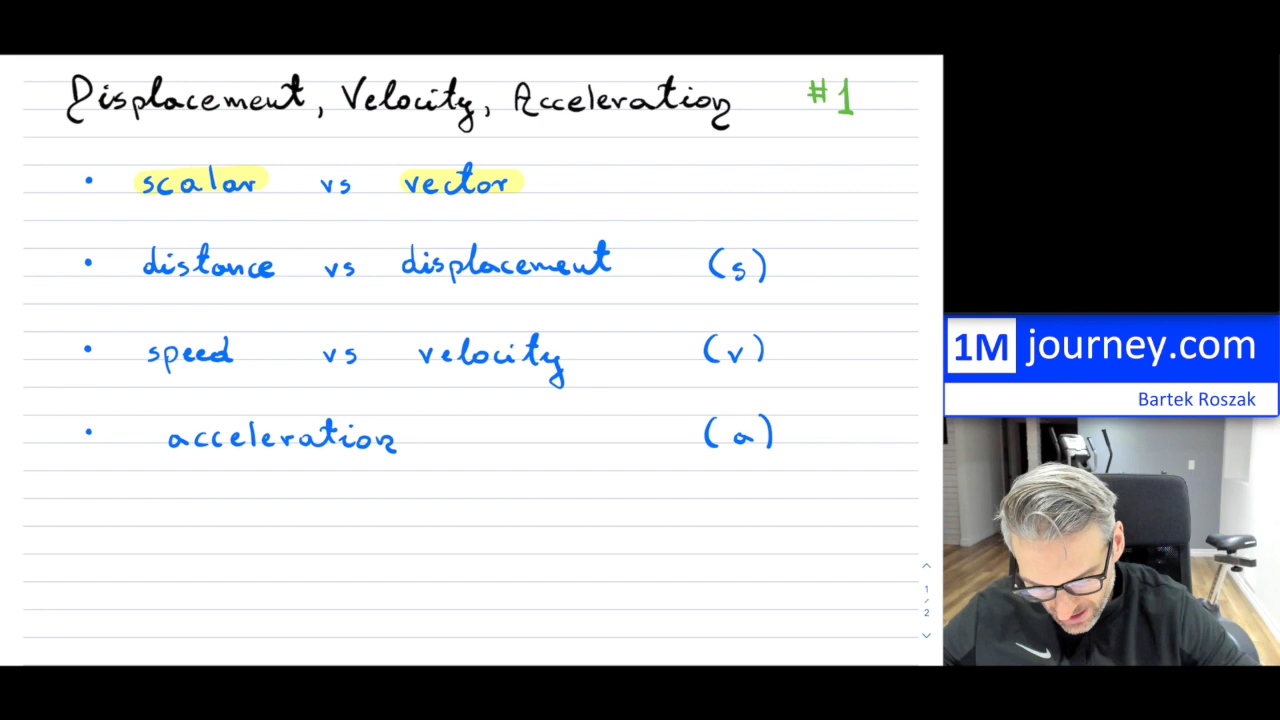 Displacement, Velocity, Acceleration #1
• scalar vs vector
• distance vs displacement (s)
• speed vs velocity (v)
• acceleration (a)
1
/
2
1M journey.com
Bartek Roszak